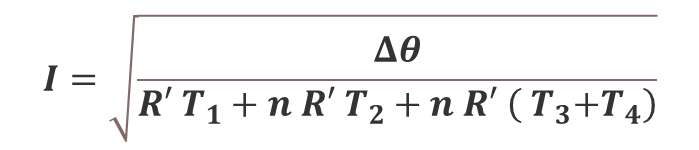 I = √(Δθ / (R′ T₁ + n R′ T₂ + n R′ ( T₃+T₄)))